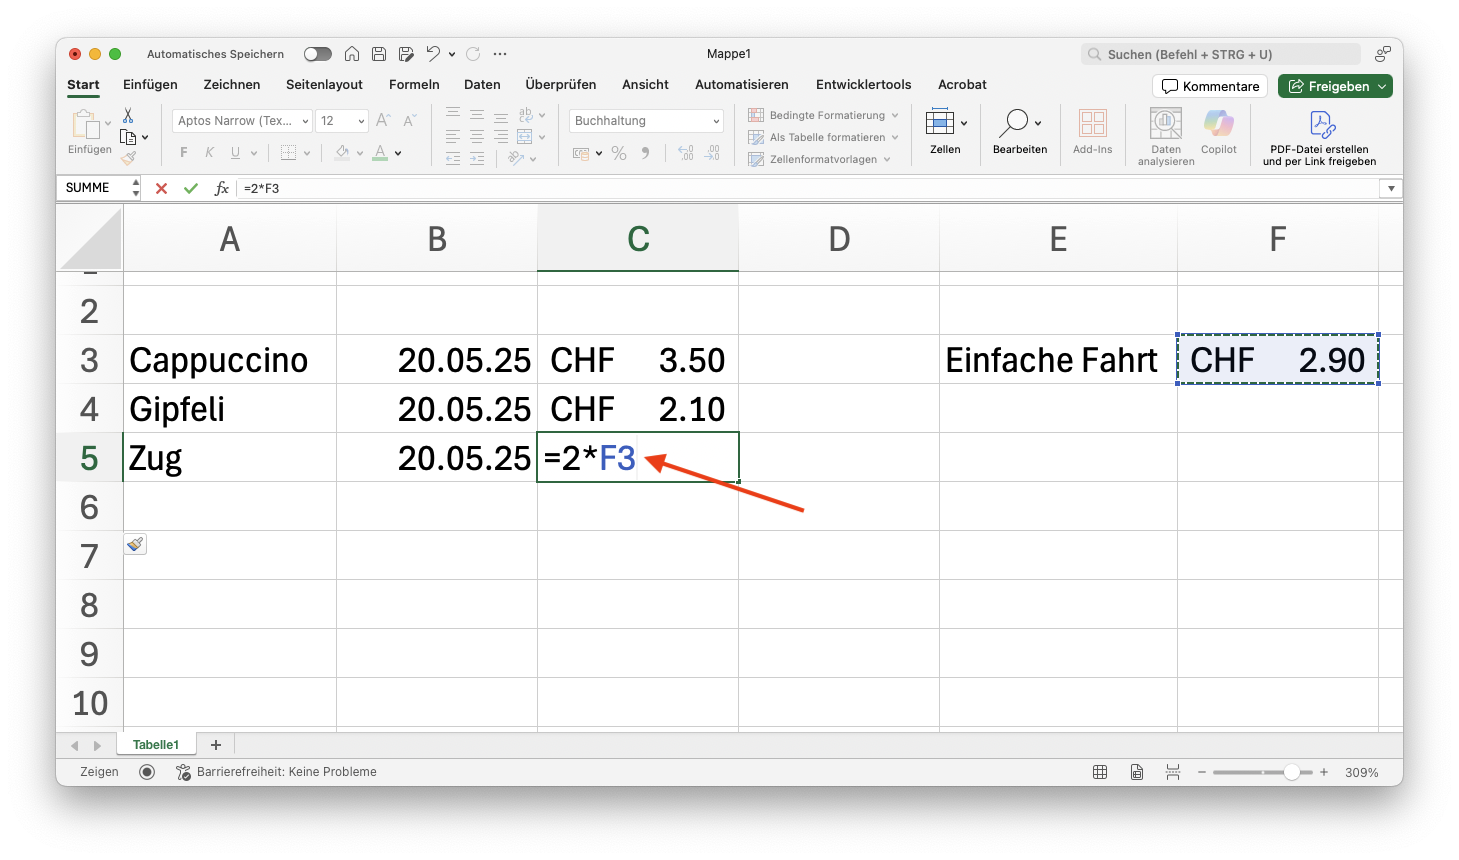 Automatisches Speichern
Mappe1
Suchen (Befehl + STRG + U)
Start Einfügen Zeichnen Seitenlayout Formeln Daten Überprüfen Ansicht Automatisieren Entwicklertools Acrobat
Kommentare
Freigeben
Einfügen
Aptos Narrow (Tex... 12
F K U
Buchhaltung
Bedingte Formatierung
Als Tabelle formatieren
Zellenformatvorlagen
Zellen
Bearbeiten
Add-Ins
Daten
analysieren
Copilot
PDF-Datei erstellen
und per Link freigeben
SUMME fx =2*F3
A B C D E F
2
3 Cappuccino 20.05.25 CHF 3.50 Einfache Fahrt CHF 2.90
4 Gipfeli 20.05.25 CHF 2.10
5 Zug 20.05.25 =2*F3
6
7
8
9
10
Tabelle1 +
Zeigen
Barrierefreiheit: Keine Probleme
309%